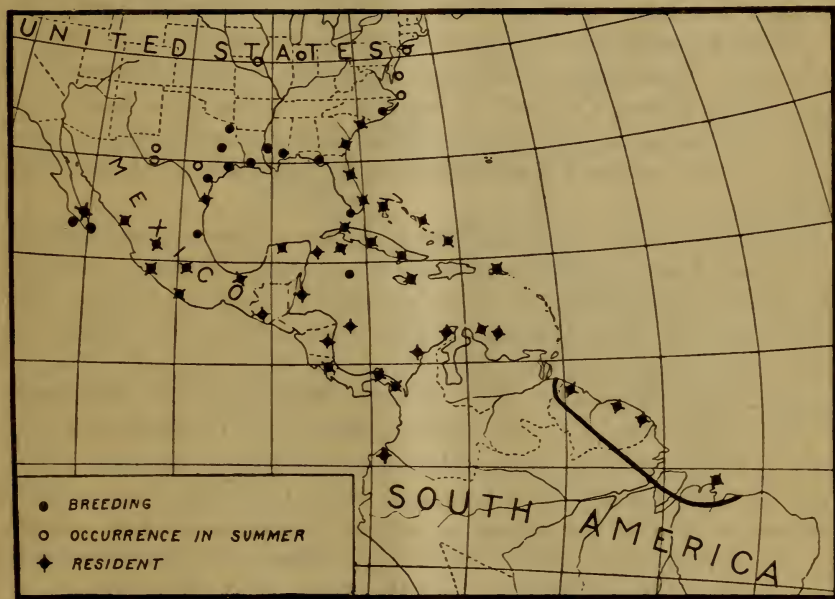 UNITED STATES
MEXICO
SOUTH AMERICA
BREEDING
OCCURRENCE IN SUMMER
RESIDENT